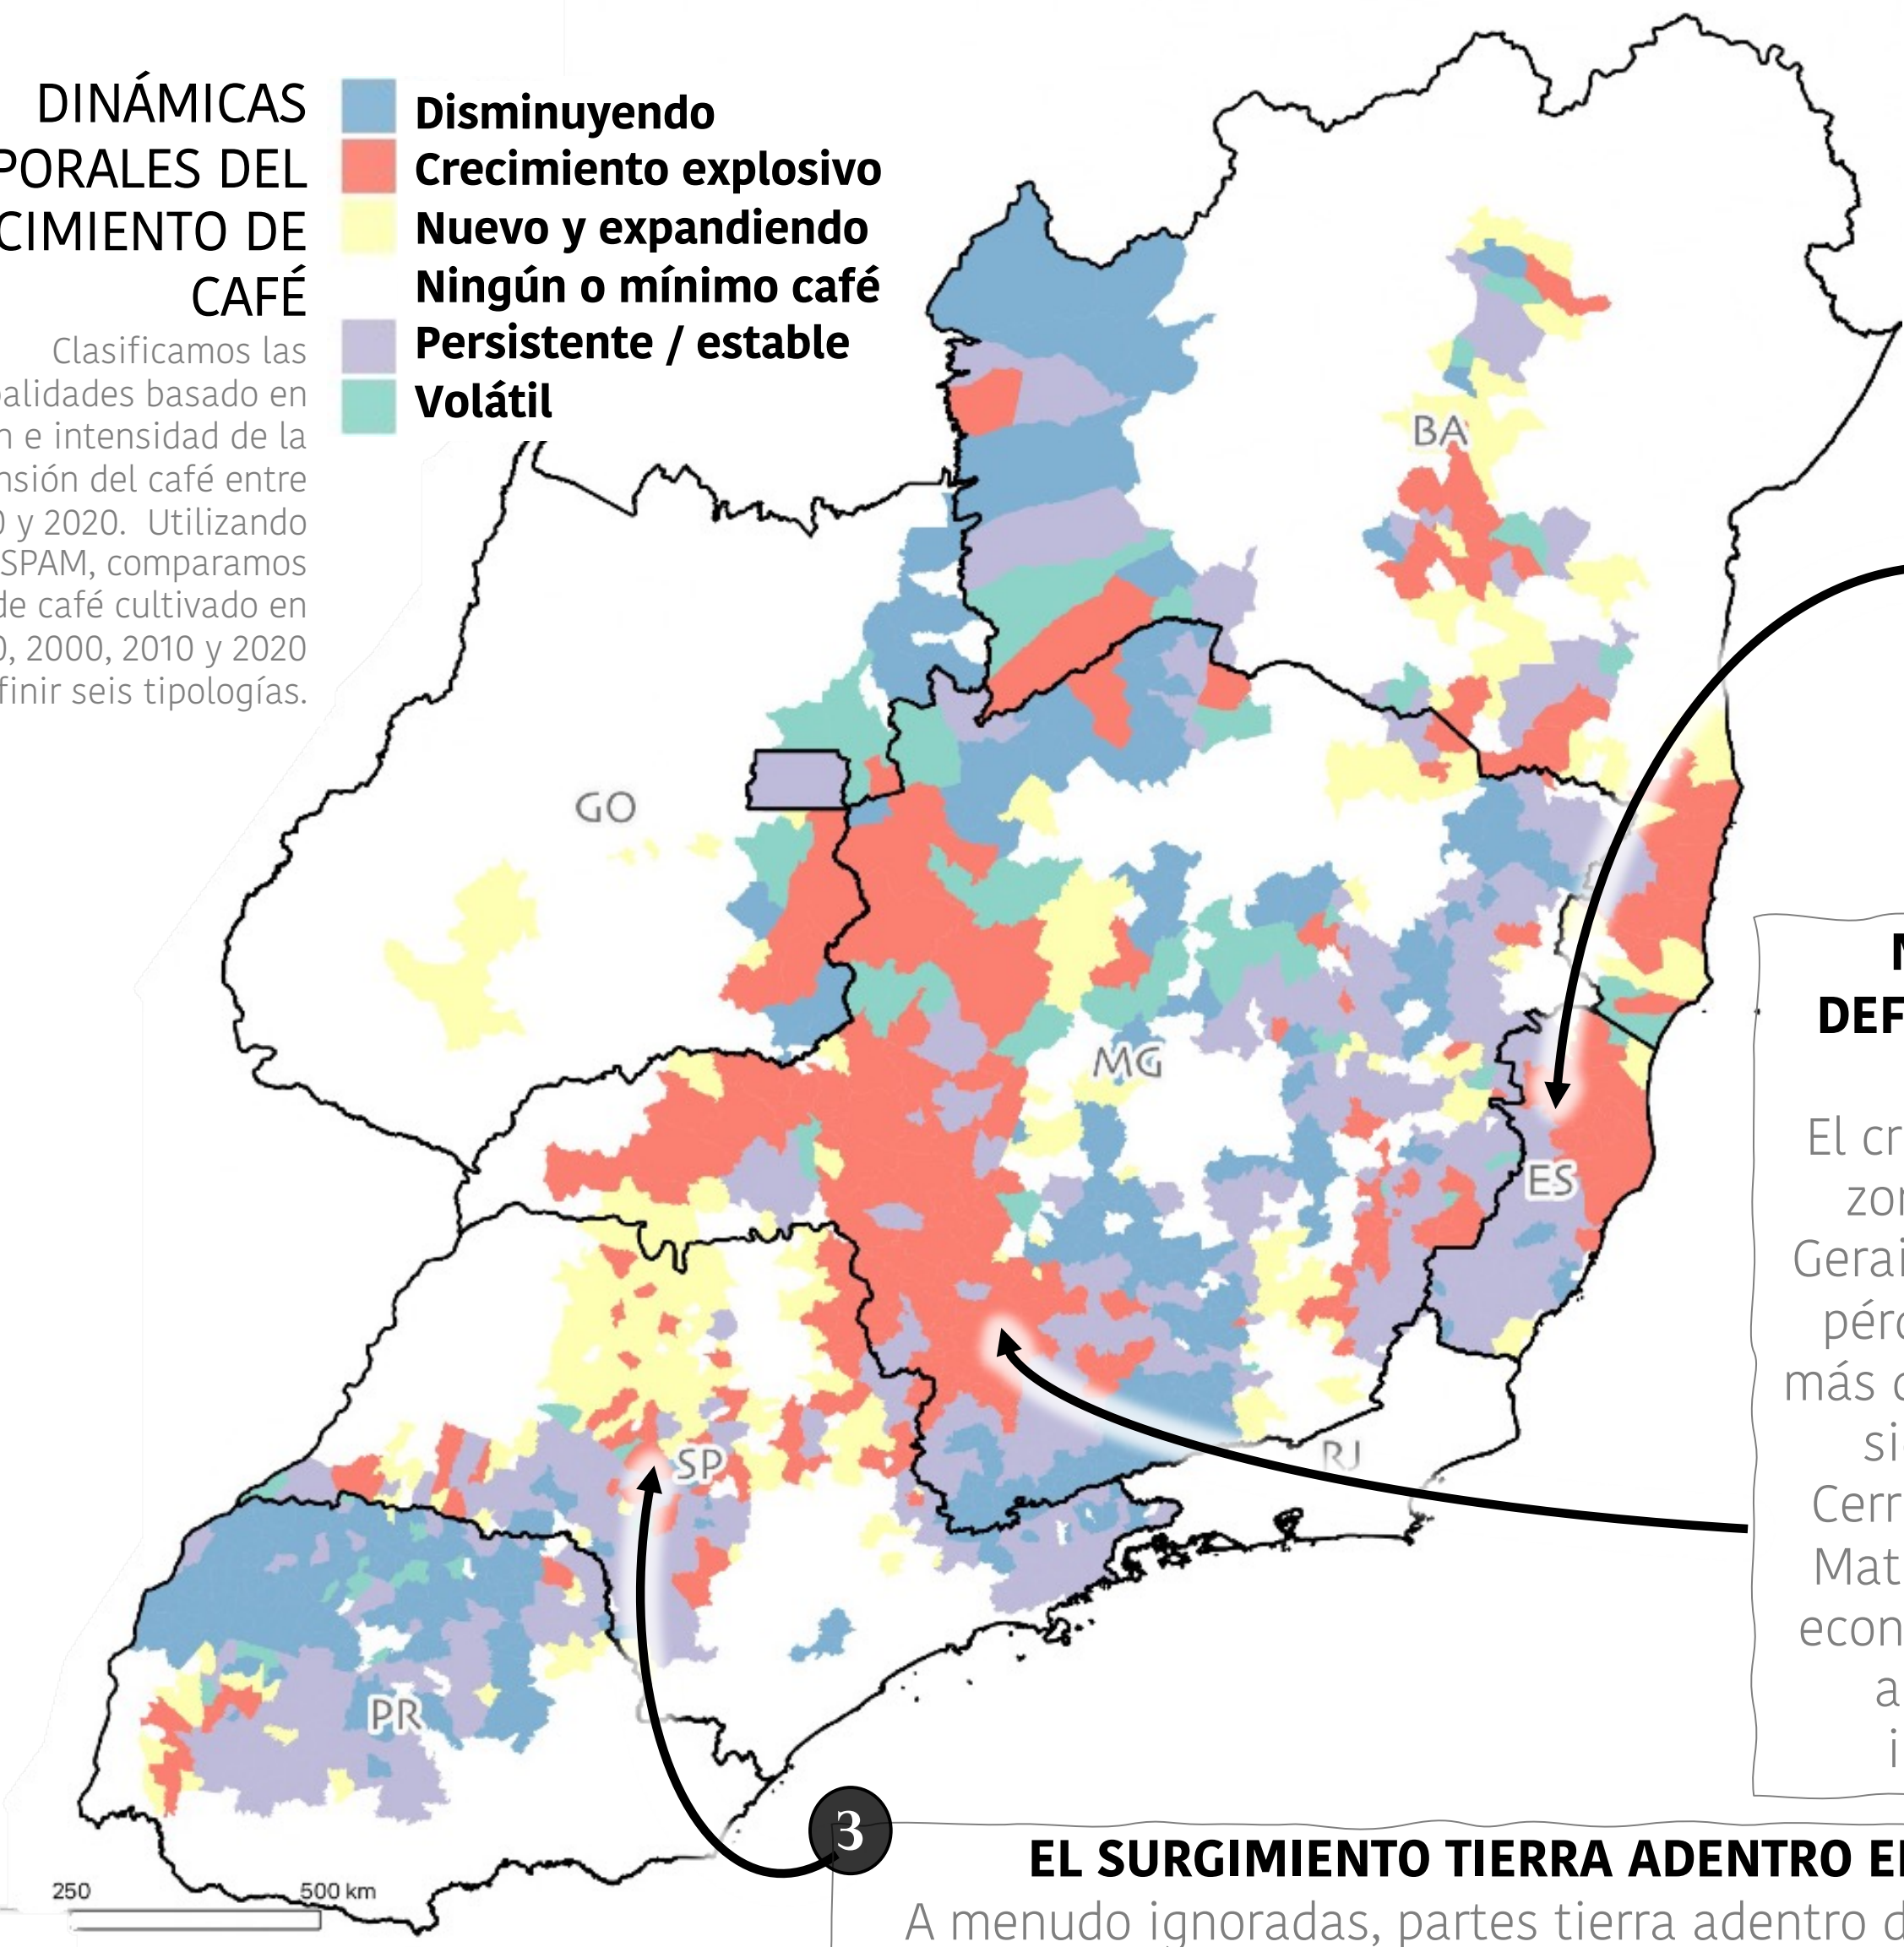 DINÁMICAS
PORALES DEL
CIMIENTO DE
CAFÉ
Clasificamos las
palidades basado en
n e intensidad de la
nsión del café entre
0 y 2020. Utilizando
SPAM, comparamos
de café cultivado en
0, 2000, 2010 y 2020
finir seis tipologías.
Disminuyendo
Crecimiento explosivo
Nuevo y expandiendo
Ningún o mínimo café
Persistente / estable
Volátil
BA
GO
MG
ES
SP
RJ
PR
N
DEF
El cr
zor
Gerai
pérd
más d
si
Cerr
Mat
econ
a
i
250
500 km
3
EL SURGIMIENTO TIERRA ADENTRO E
A menudo ignoradas, partes tierra adentro d